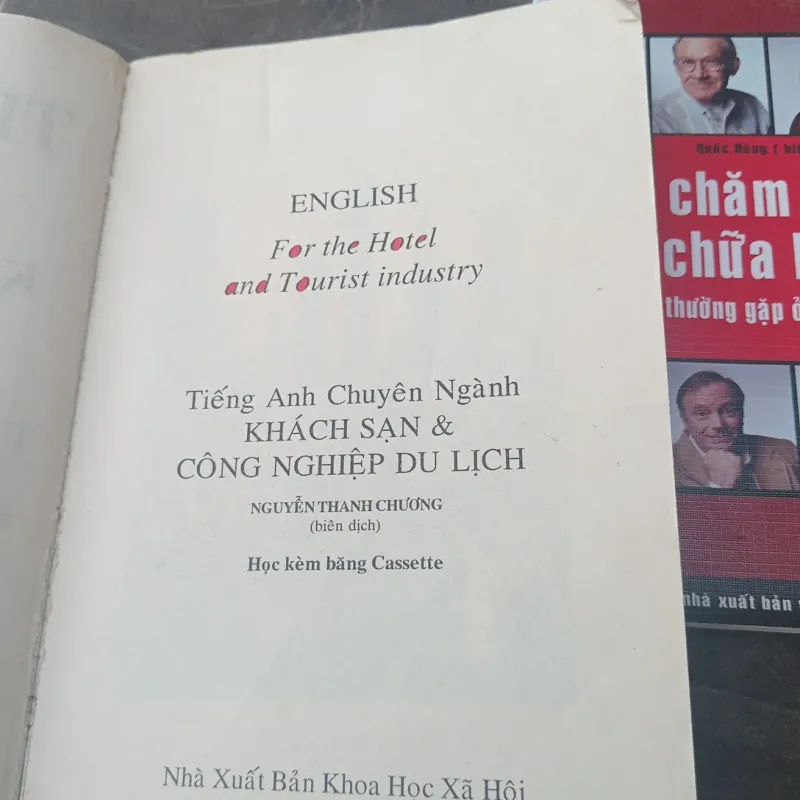 ENGLISH
For the Hotel
and Tourist industry
Tiếng Anh Chuyên Ngành
KHÁCH SẠN &
CÔNG NGHIỆP DU LỊCH
NGUYỄN THANH CHƯƠNG
(biên dịch)
Học kèm băng Cassette
Nhà Xuất Bản Khoa Học Xã Hội
chăm
chữa
thường gặp ở
nhà xuất bản